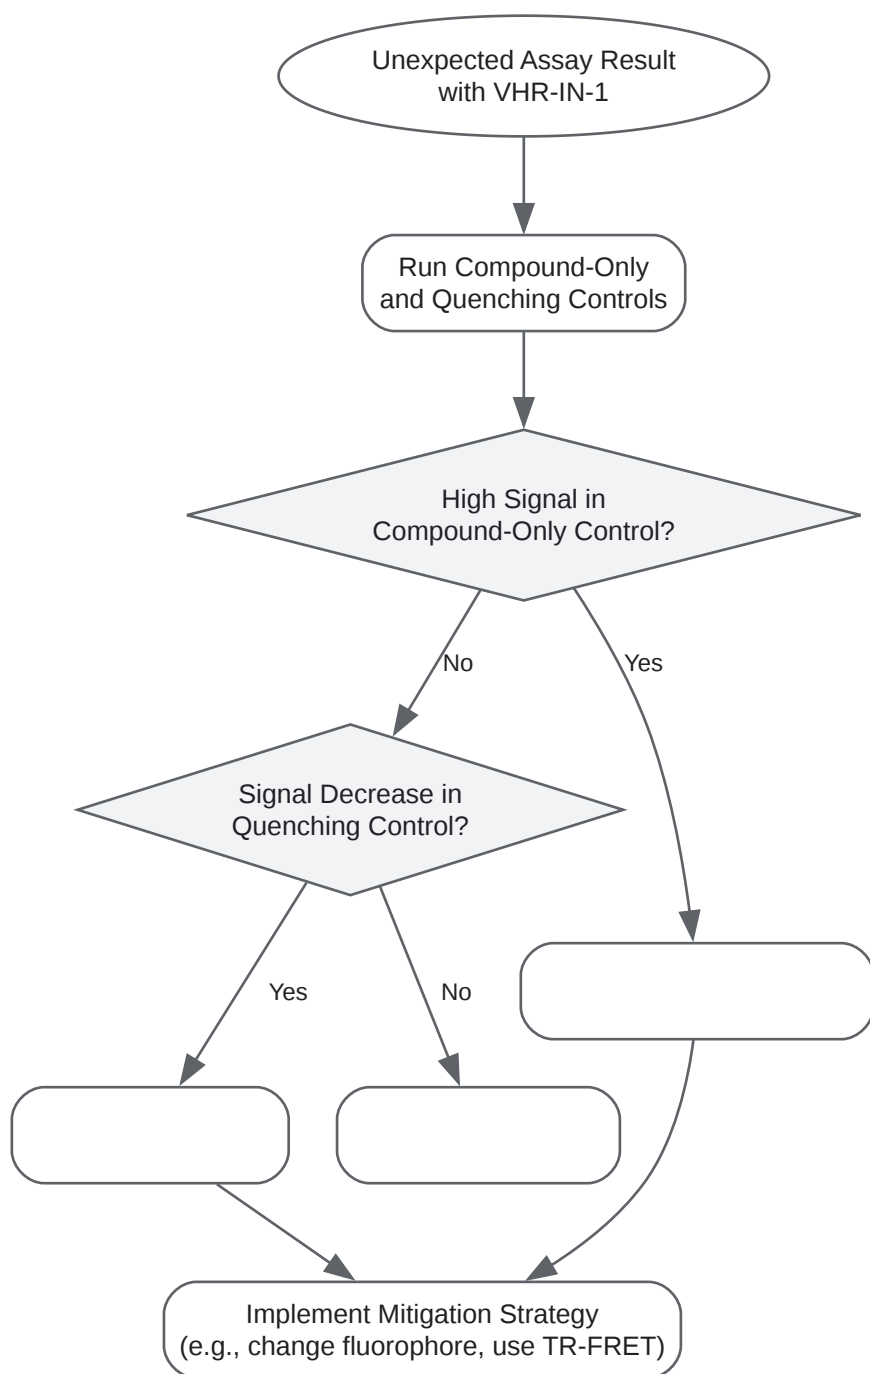 Unexpected Assay Result
with VHR-IN-1
Run Compound-Only
and Quenching Controls
High Signal in
Compound-Only Control?
No
Yes
Signal Decrease in
Quenching Control?
Yes
No
Implement Mitigation Strategy
(e.g., change fluorophore, use TR-FRET)